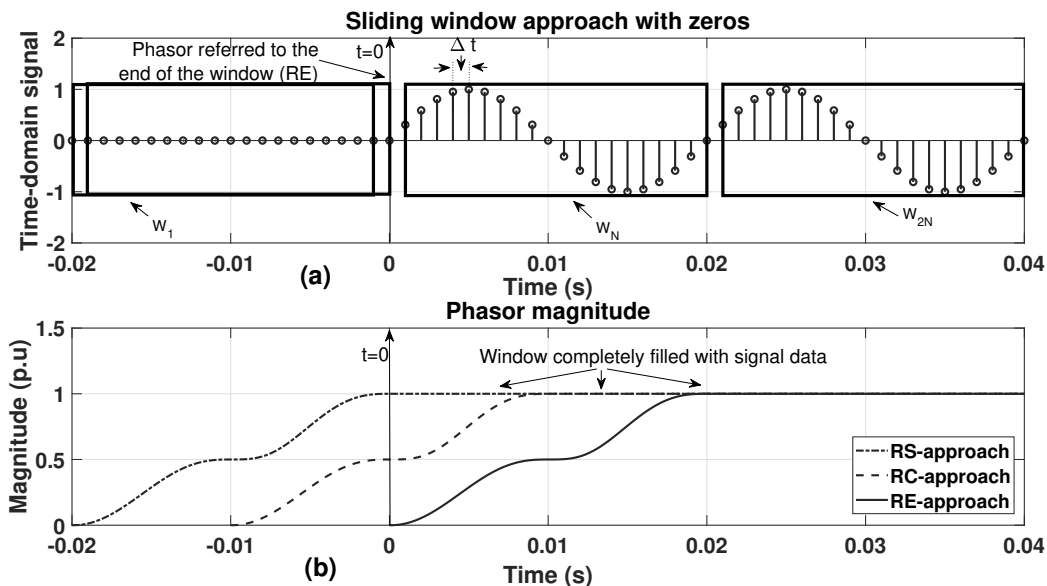 Sliding window approach with zeros
Time-domain signal
2
1
0
-1
-2
Phasor referred to the
end of the window (RE)
t=0
Δ t
w1
wN
w2N
-0.02
-0.01
0
0.01
0.02
0.03
0.04
(a)
Time (s)
Phasor magnitude
Magnitude (p.u)
1.5
1
0.5
0
t=0
Window completely filled with signal data
RS-approach
RC-approach
RE-approach
-0.02
-0.01
0
0.01
0.02
0.03
0.04
(b)
Time (s)